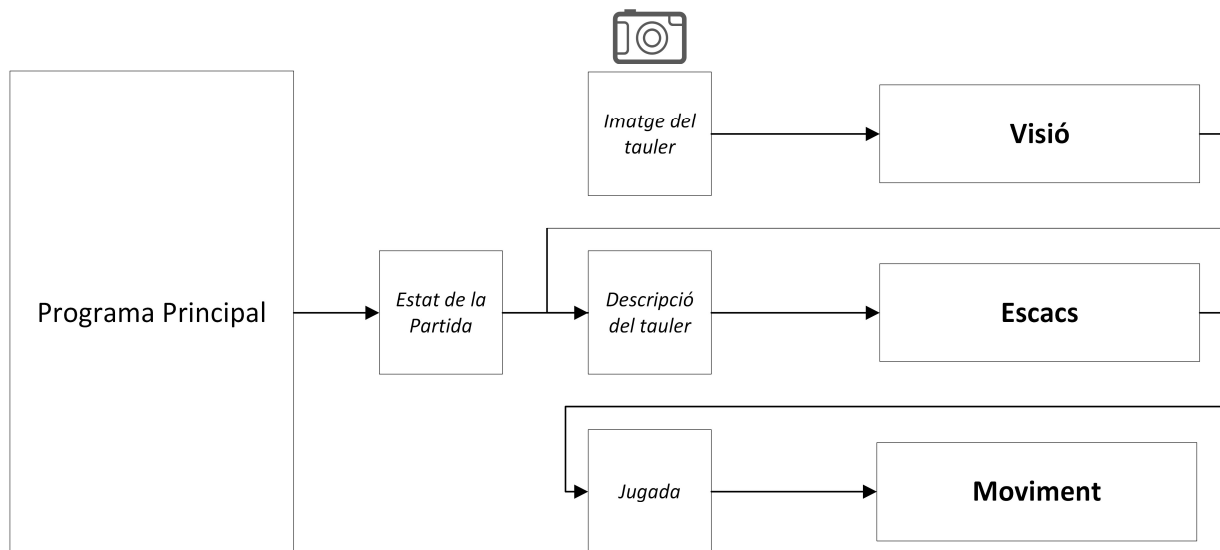 Imatge del
tauler
Visió
Programa Principal
Estat de la
Partida
Descripció
del tauler
Escacs
Jugada
Moviment